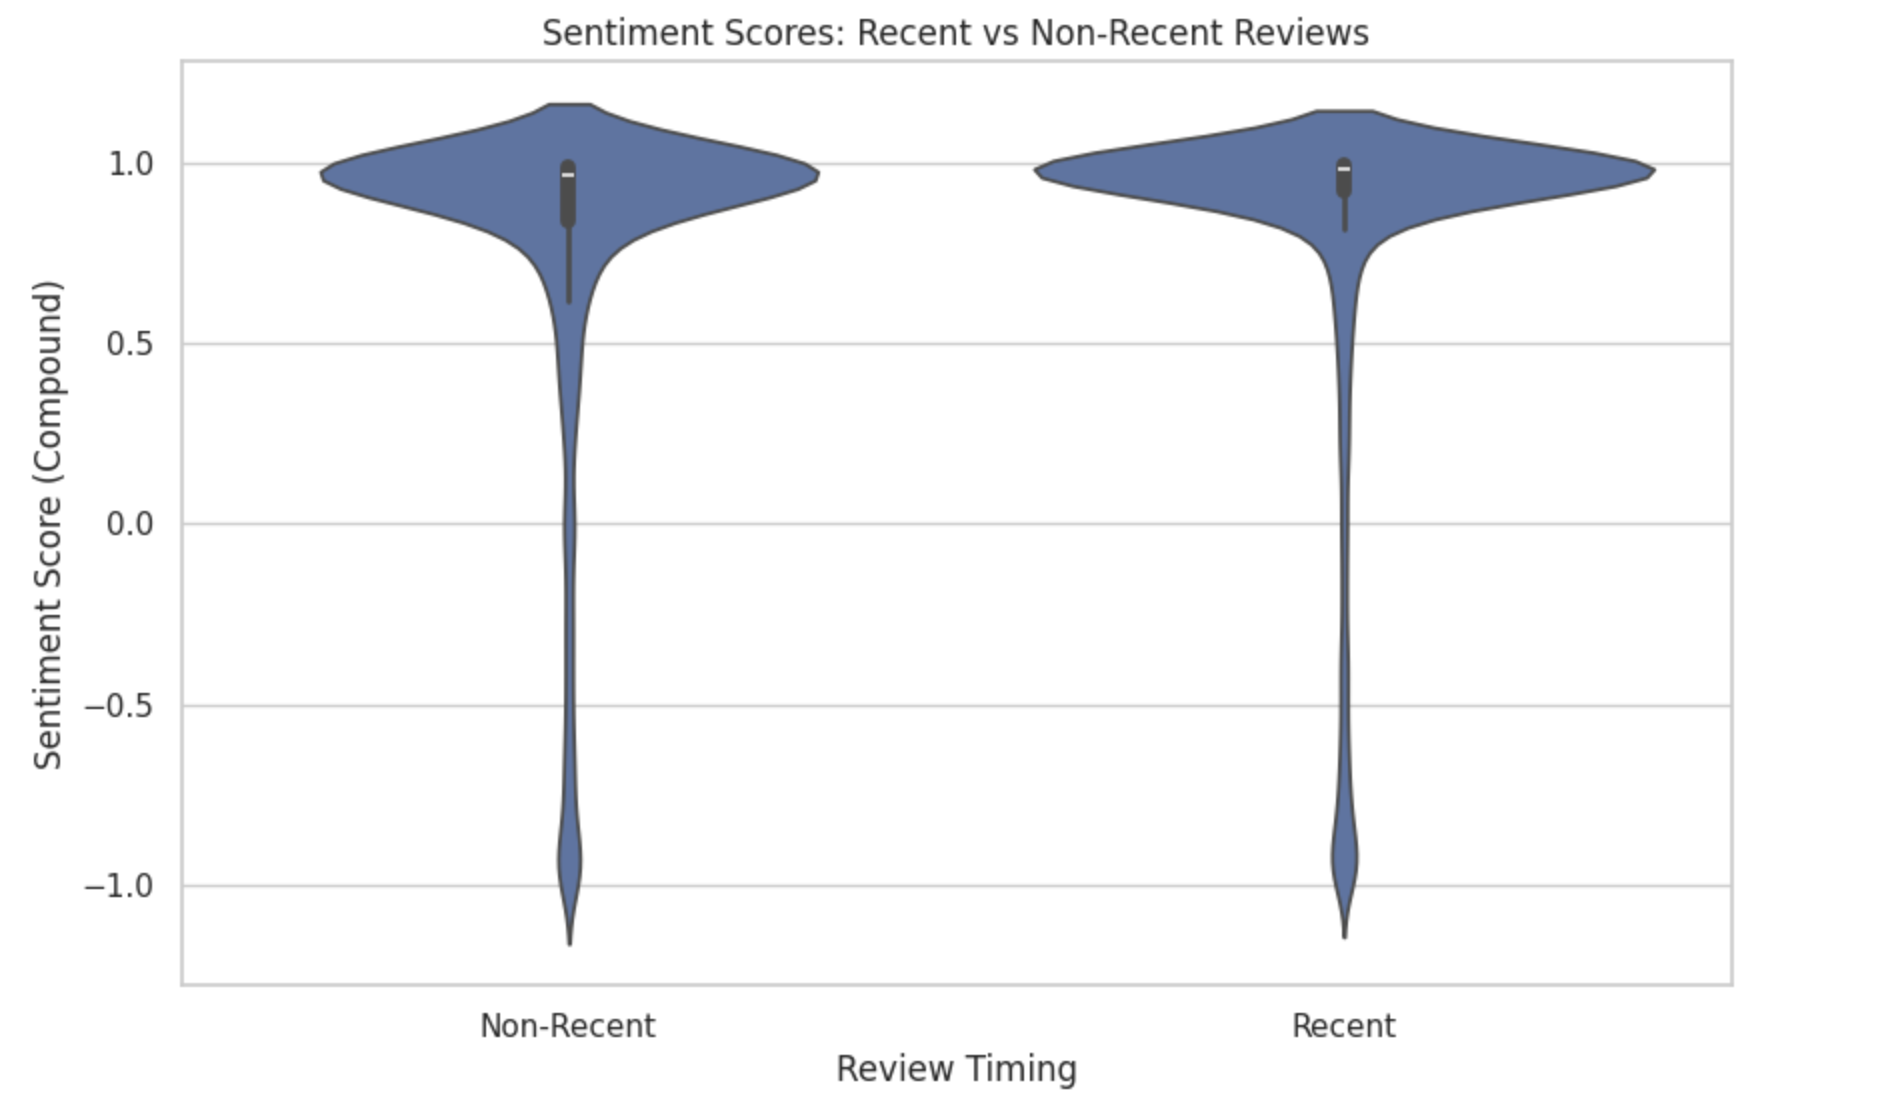 Sentiment Scores: Recent vs Non-Recent Reviews
Sentiment Score (Compound)
1.0
0.5
0.0
−0.5
−1.0
Non-Recent
Recent
Review Timing